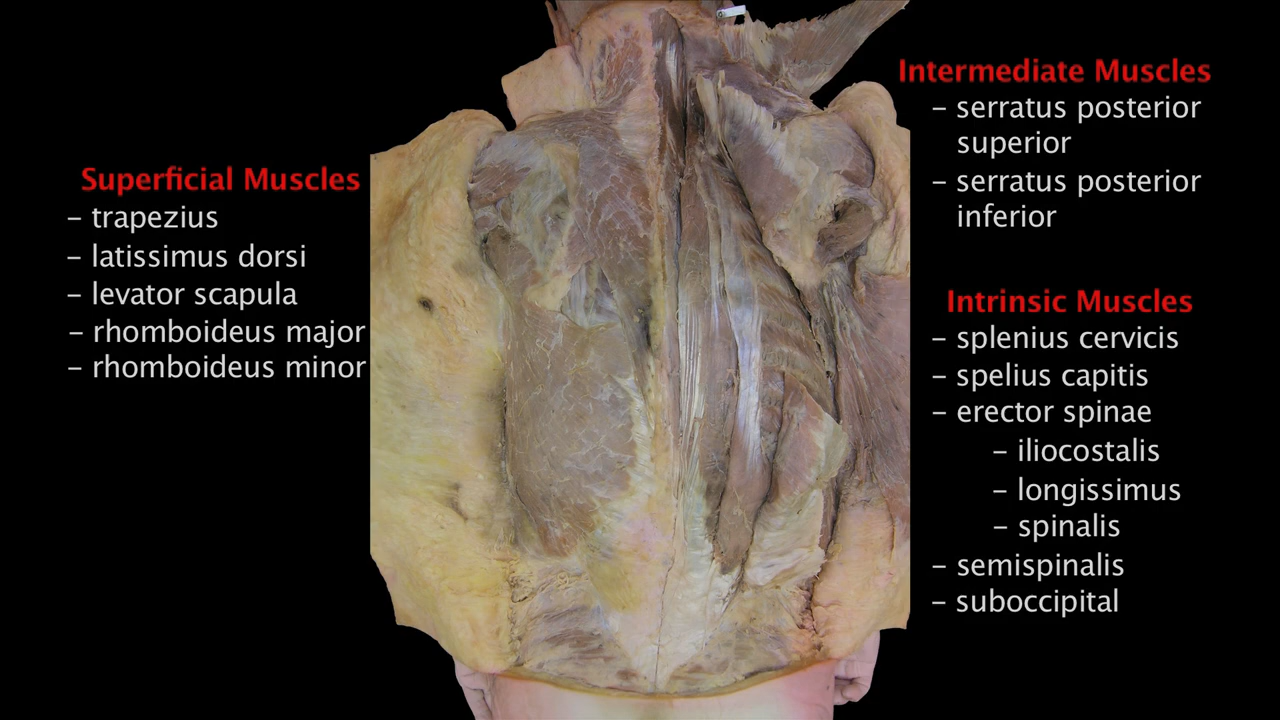 Superficial Muscles
– trapezius
– latissimus dorsi
– levator scapula
– rhomboideus major
– rhomboideus minor
Intermediate Muscles
– serratus posterior
superior
– serratus posterior
inferior
Intrinsic Muscles
– splenius cervicis
– spelius capitis
– erector spinae
– iliocostalis
– longissimus
– spinalis
– semispinalis
– suboccipital